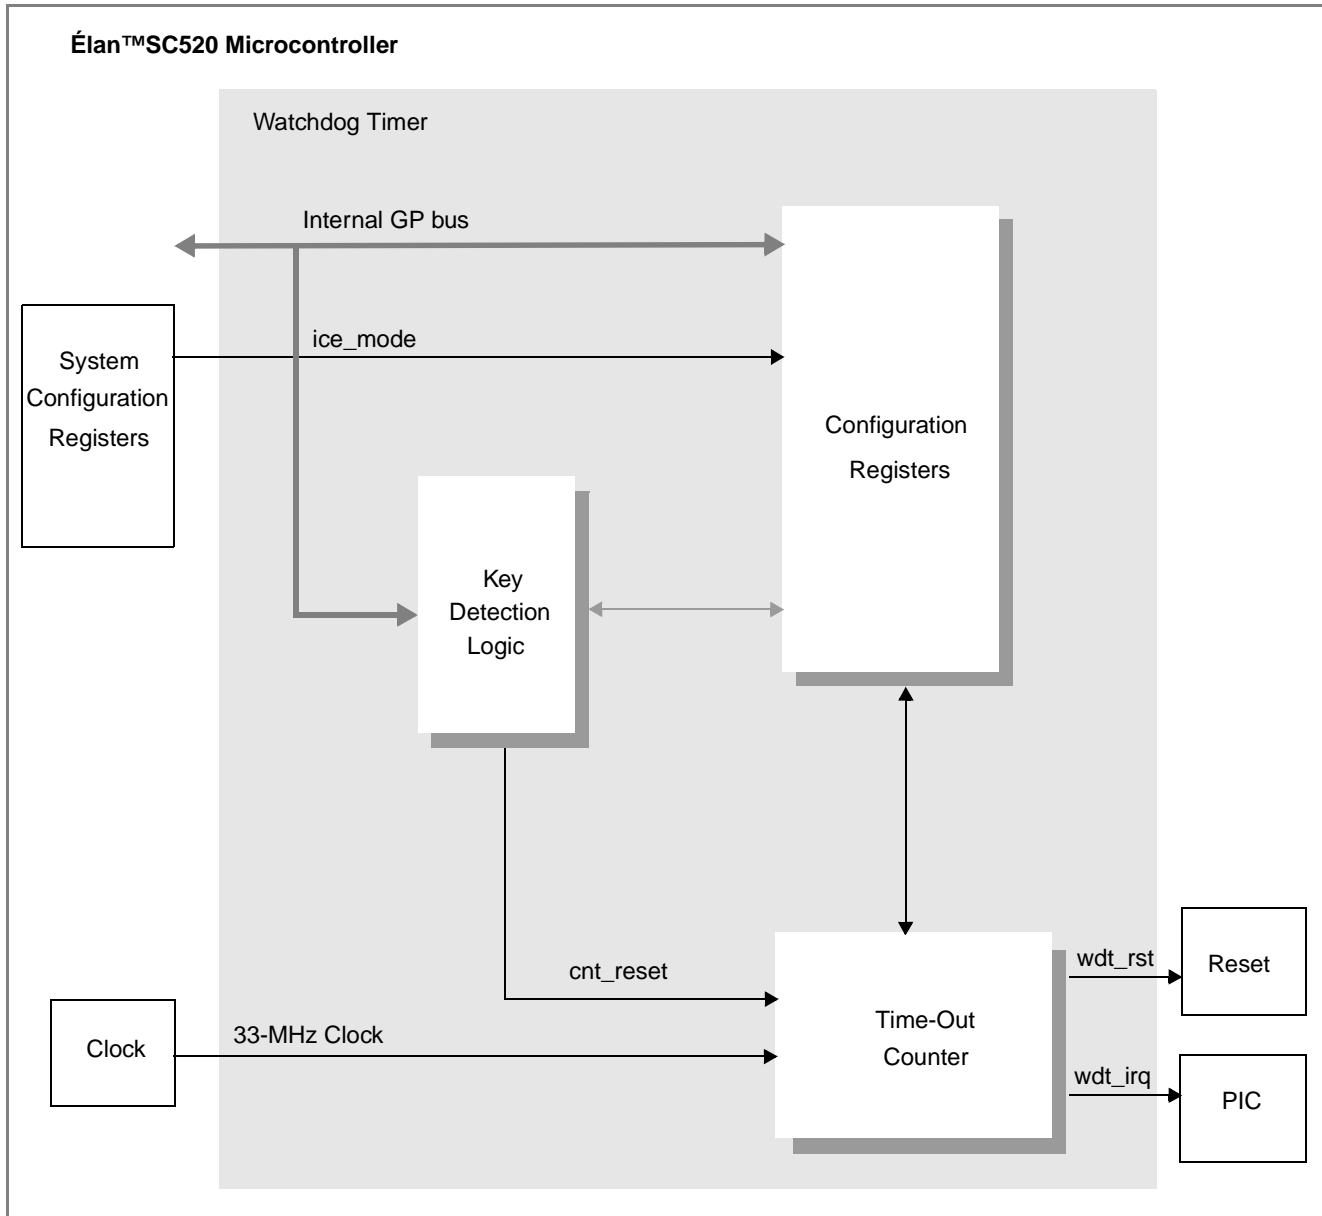 Élan™SC520 Microcontroller
Watchdog Timer
Internal GP bus
ice_mode
System
Configuration
Registers
Configuration
Registers
Key
Detection
Logic
cnt_reset
wdt_rst
Reset
33-MHz Clock
Clock
Time-Out
Counter
wdt_irq
PIC